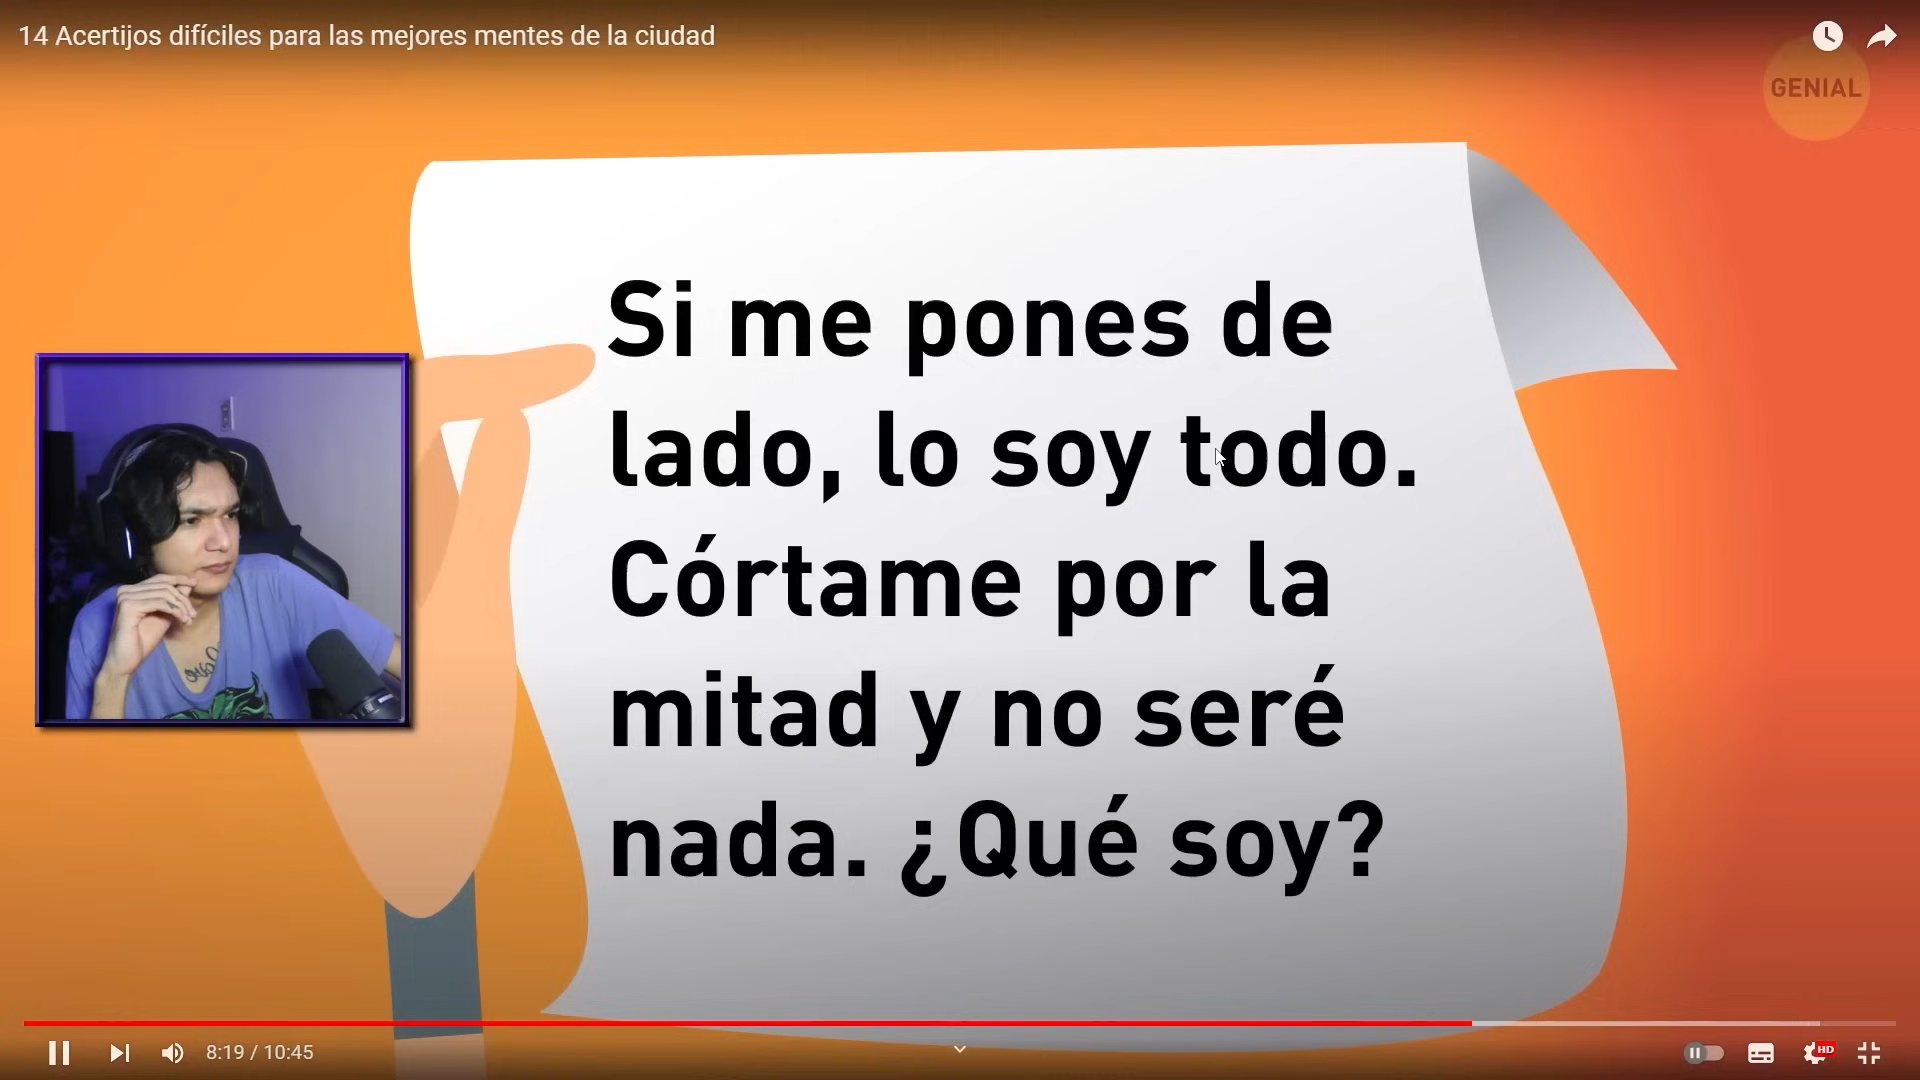 14 Acertijos difíciles para las mejores mentes de la ciudad
GENIAL
Si me pones de
lado, lo soy todo.
Córtame por la
mitad y no seré
nada. ¿Qué soy?
8:19 / 10:45
HD